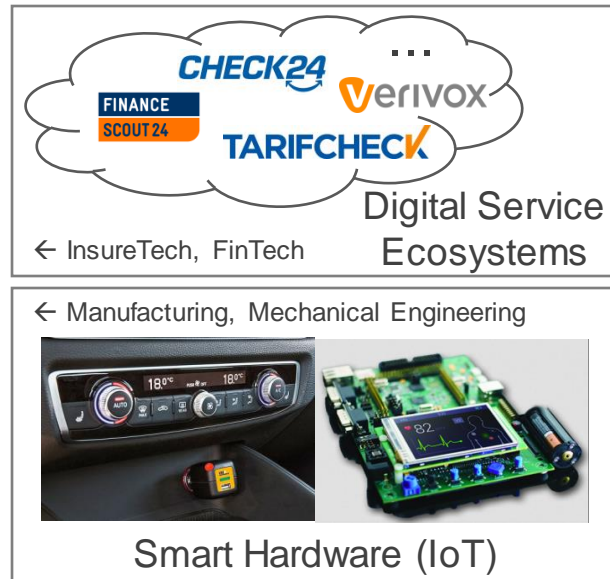 ...
CHECK24
FINANCE
SCOUT24
verivox
TARIFCHECK
Digital Service
Ecosystems
← InsureTech, FinTech
← Manufacturing, Mechanical Engineering
18.0°C
18.0°C
AUTO
82
Smart Hardware (IoT)